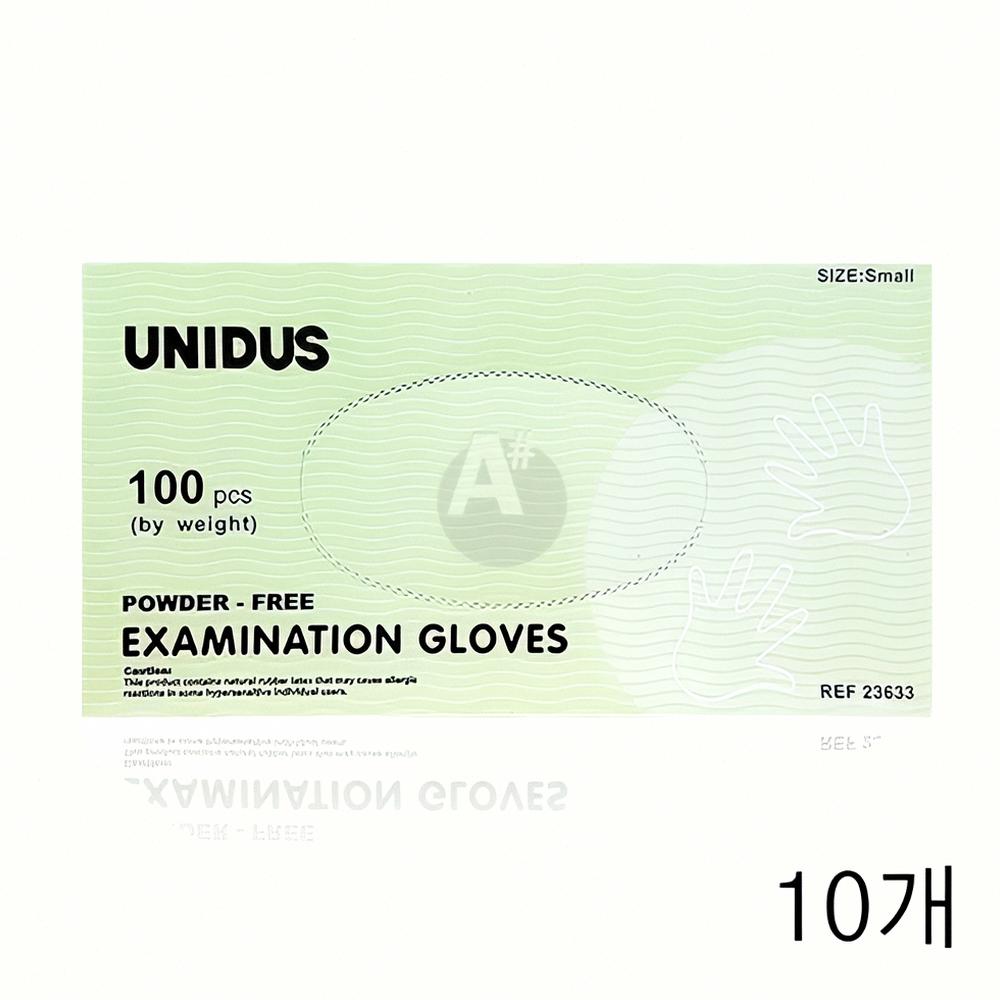 SIZE:Small
UNIDUS
A#
100 pcs
(by weight)
POWDER - FREE
EXAMINATION GLOVES
Caution:
This product contains natural rubber latex that may cause allergic
reactions in some hypersensitive individual users.
REF 23633
10개